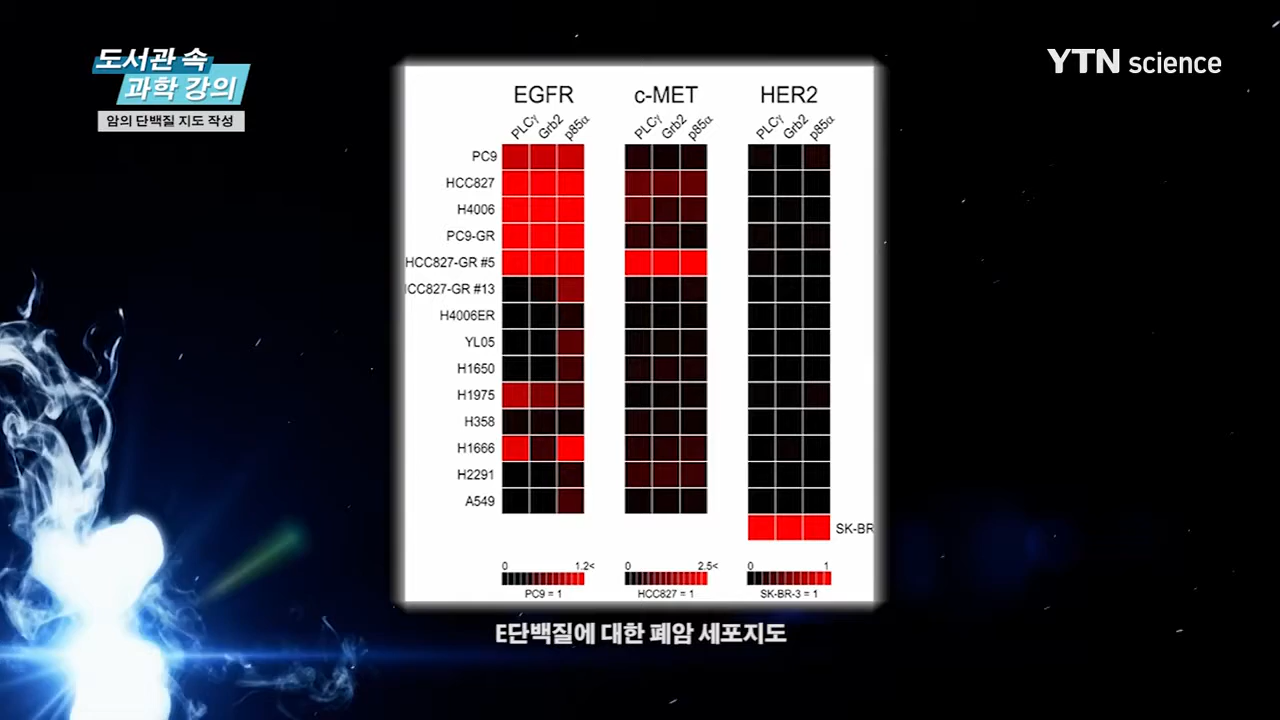 도서관 속
과학 강의
암의 단백질 지도 작성
YTN science
EGFR c-MET HER2
PLCγ Grb2 p85α PLCγ Grb2 p85α PLCγ Grb2 p85α
PC9
HCC827
H4006
PC9-GR
HCC827-GR #5
ICC827-GR #13
H4006ER
YL05
H1650
H1975
H358
H1666
H2291
A549
SK-BR
0 1.2< 0 2.5< 0 1
PC9 = 1 HCC827 = 1 SK-BR-3 = 1
E단백질에 대한 폐암 세포지도